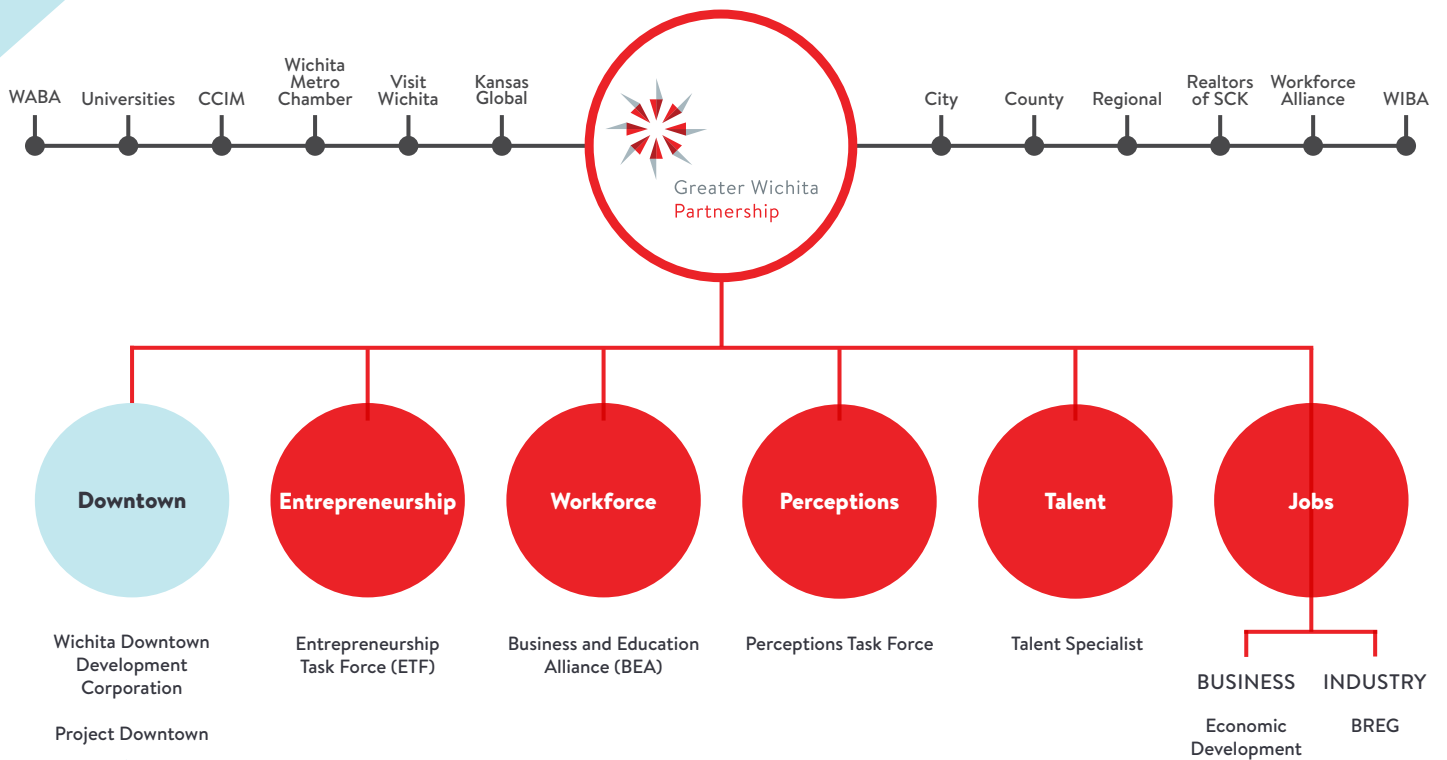 WABA
Universities
CCIM
Wichita
Metro
Chamber
Visit
Wichita
Kansas
Global
Greater Wichita
Partnership
City
County
Regional
Realtors
of SCK
Workforce
Alliance
WIBA
Downtown
Entrepreneurship
Workforce
Perceptions
Talent
Jobs
Wichita Downtown
Development
Corporation
Project Downtown
Entrepreneurship
Task Force (ETF)
Business and Education
Alliance (BEA)
Perceptions Task Force
Talent Specialist
BUSINESS
Economic
Development
INDUSTRY
BREG